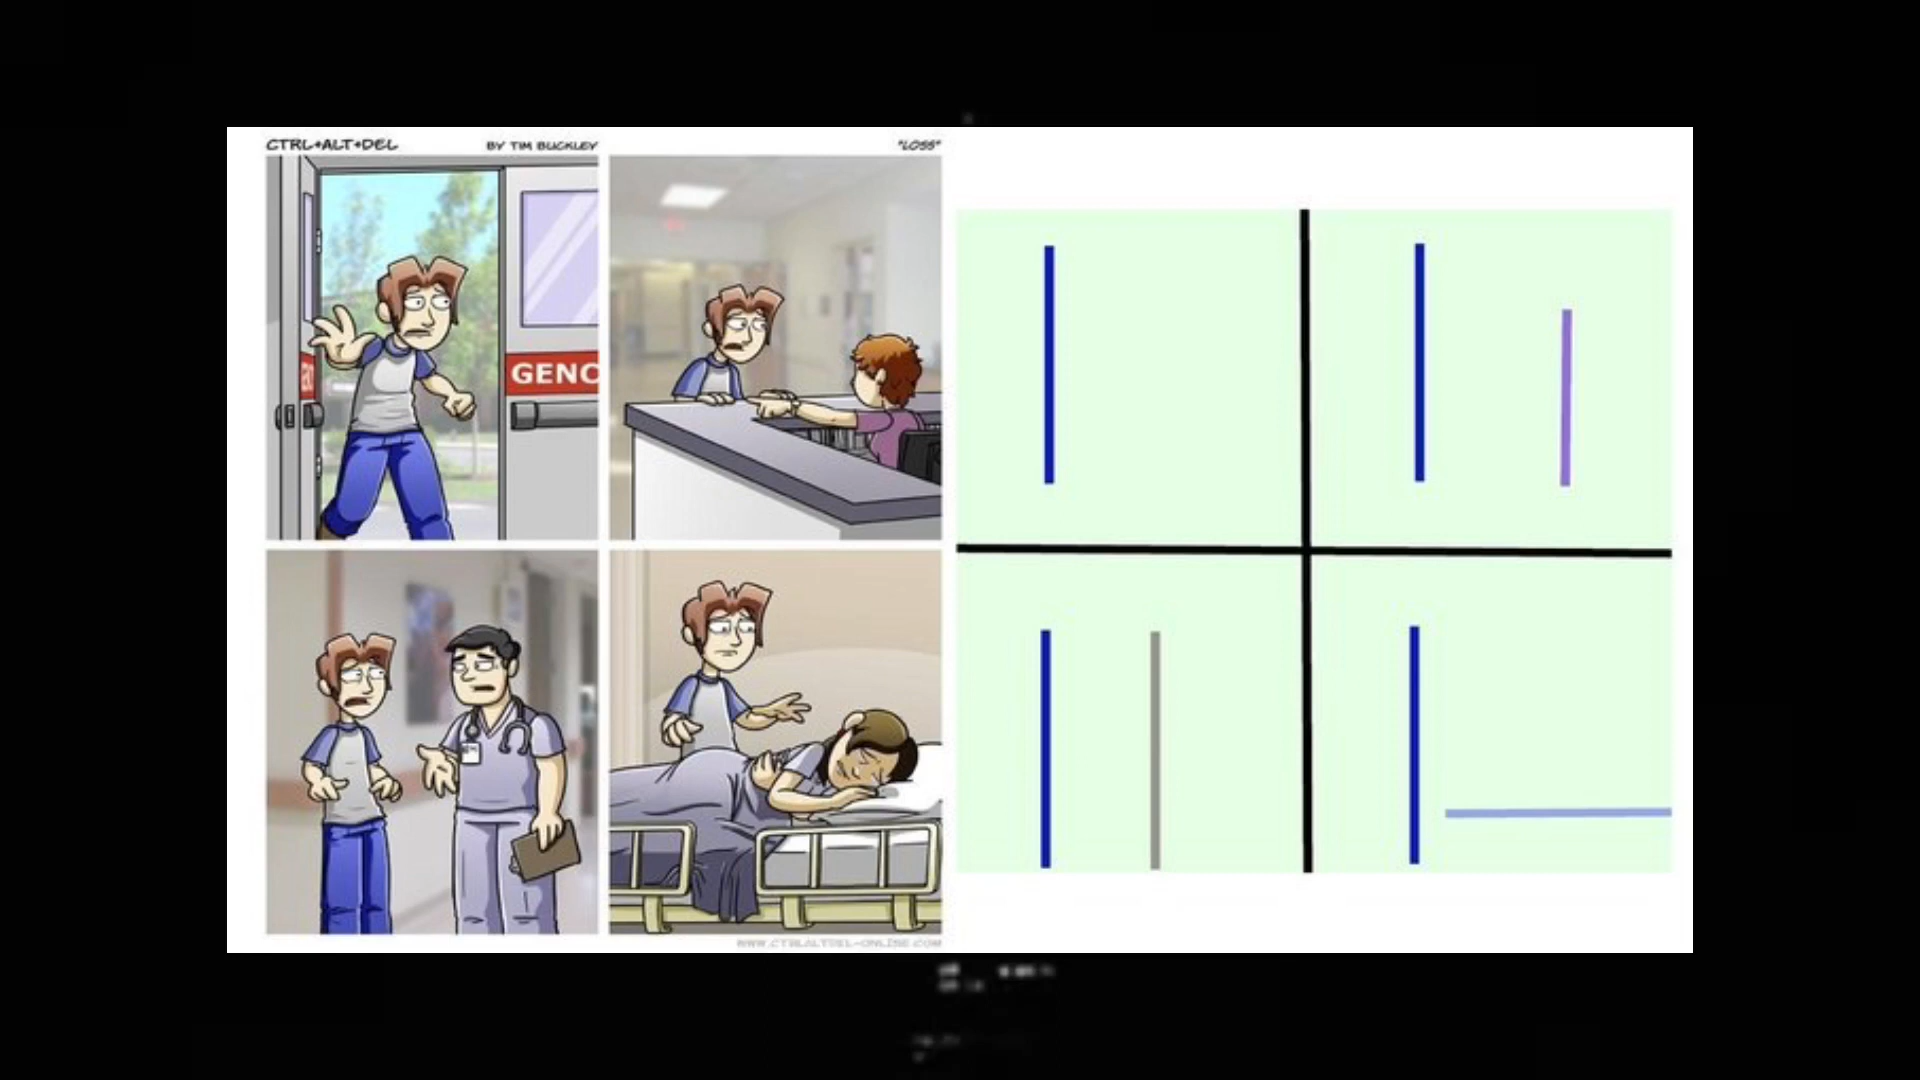 CTRL+ALT+DEL BY TIM BUCKLEY "LOSS"
GENC
WWW.CTRLALTDEL-ONLINE.COM